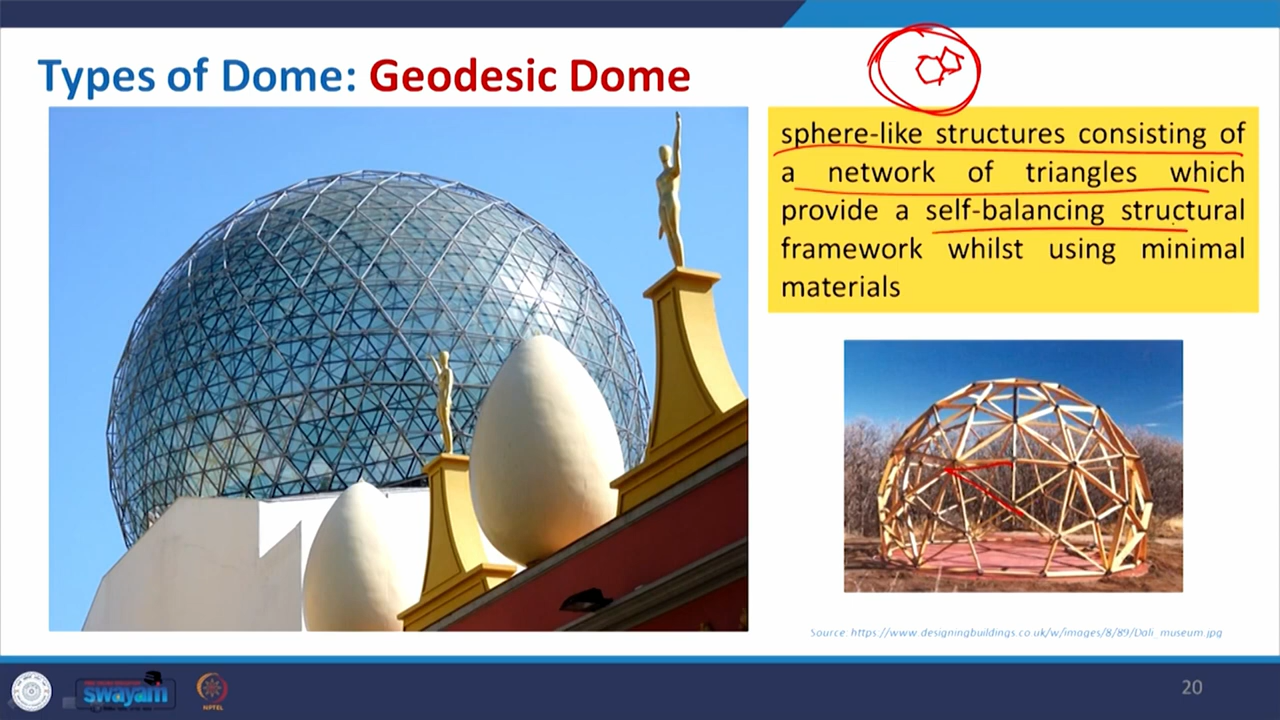 Types of Dome: Geodesic Dome
sphere-like structures consisting of
a network of triangles which
provide a self-balancing structural
framework whilst using minimal
materials
Source: https://www.designingbuildings.co.uk/w/images/8/89/Dali_museum.jpg
swayam
NPTEL
20